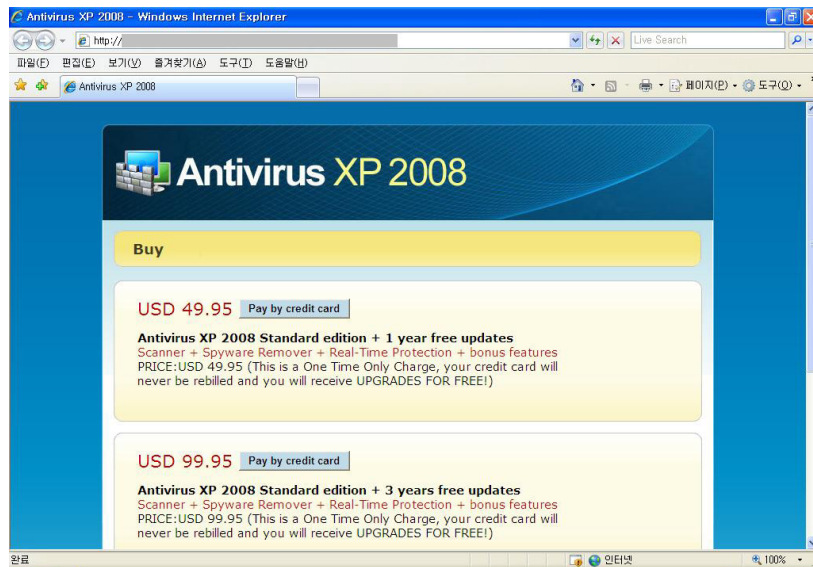 Antivirus XP 2008 - Windows Internet Explorer
http://
Live Search
파일(F) 편집(E) 보기(V) 즐겨찾기(A) 도구(T) 도움말(H)
Antivirus XP 2008
페이지(P) 도구(O)
Antivirus XP 2008
Buy
USD 49.95 Pay by credit card
Antivirus XP 2008 Standard edition + 1 year free updates
Scanner + Spyware Remover + Real-Time Protection + bonus features
PRICE:USD 49.95 (This is a One Time Only Charge, your credit card will
never be rebilled and you will receive UPGRADES FOR FREE!)
USD 99.95 Pay by credit card
Antivirus XP 2008 Standard edition + 3 years free updates
Scanner + Spyware Remover + Real-Time Protection + bonus features
PRICE:USD 99.95 (This is a One Time Only Charge, your credit card will
never be rebilled and you will receive UPGRADES FOR FREE!)
완료 인터넷 100%